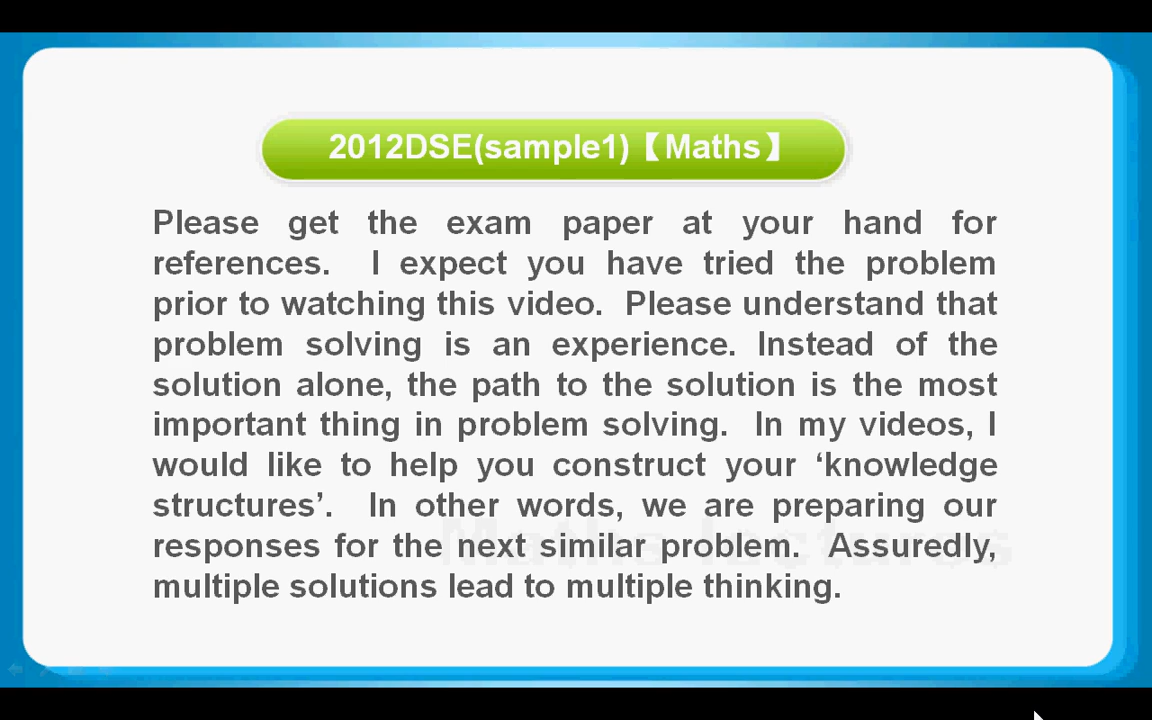 2012DSE(sample1)【Maths】
Please get the exam paper at your hand for
references. I expect you have tried the problem
prior to watching this video. Please understand that
problem solving is an experience. Instead of the
solution alone, the path to the solution is the most
important thing in problem solving. In my videos, I
would like to help you construct your ‘knowledge
structures’. In other words, we are preparing our
responses for the next similar problem. Assuredly,
multiple solutions lead to multiple thinking.
Maths lectures